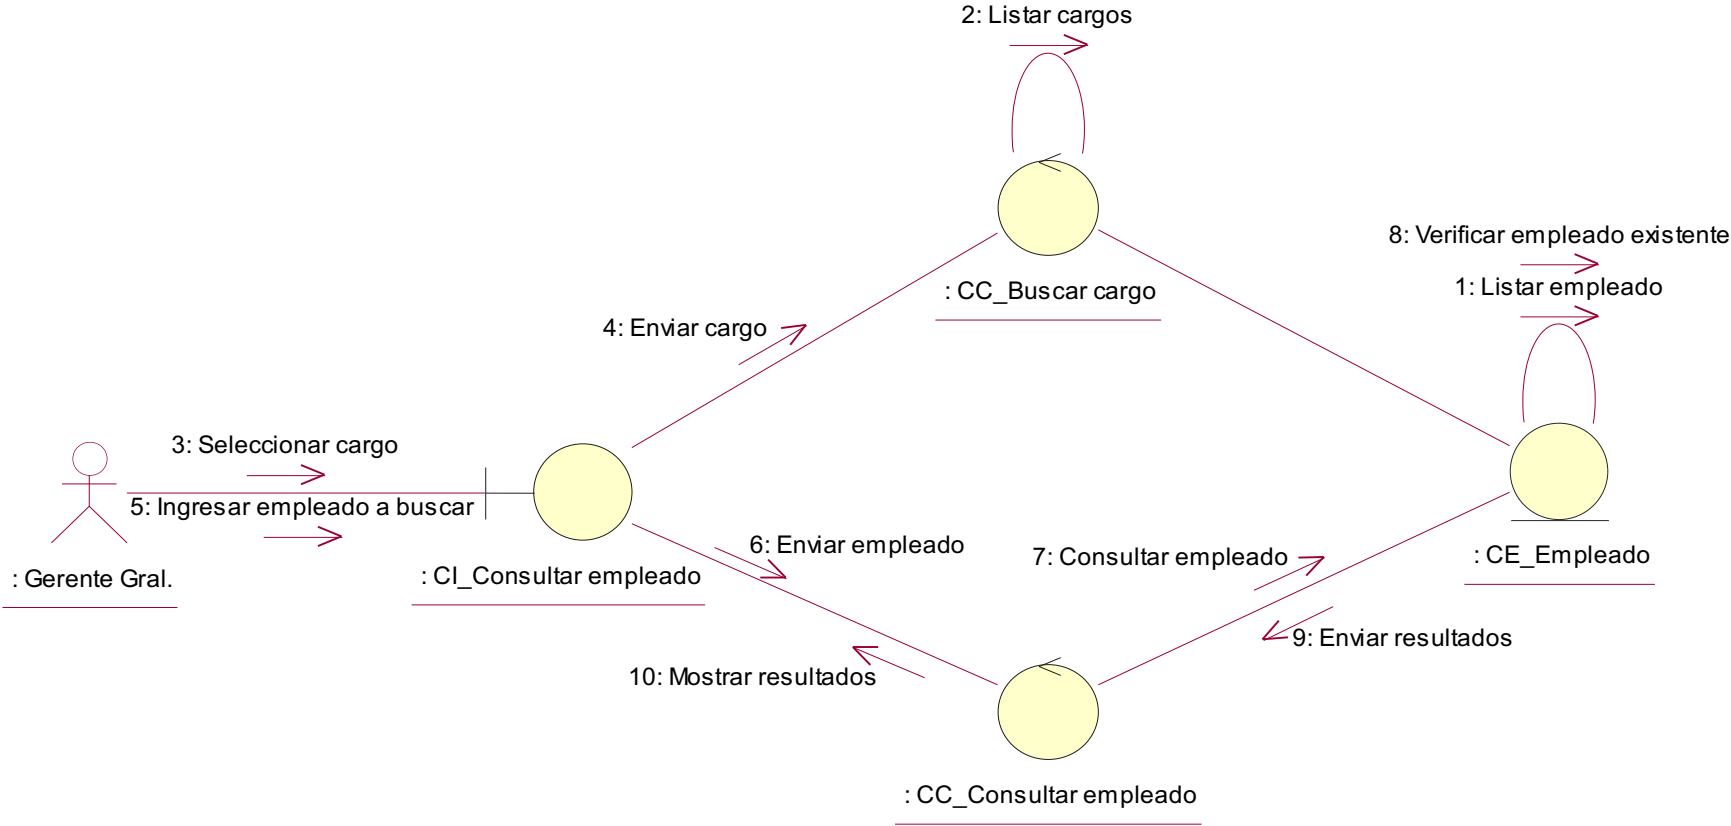 2: Listar cargos
8: Verificar empleado existente
1: Listar empleado
: CC_Buscar cargo
4: Enviar cargo
3: Seleccionar cargo
5: Ingresar empleado a buscar
6: Enviar empleado
7: Consultar empleado
: CE_Empleado
: Gerente Gral.
: CI_Consultar empleado
9: Enviar resultados
10: Mostrar resultados
: CC_Consultar empleado